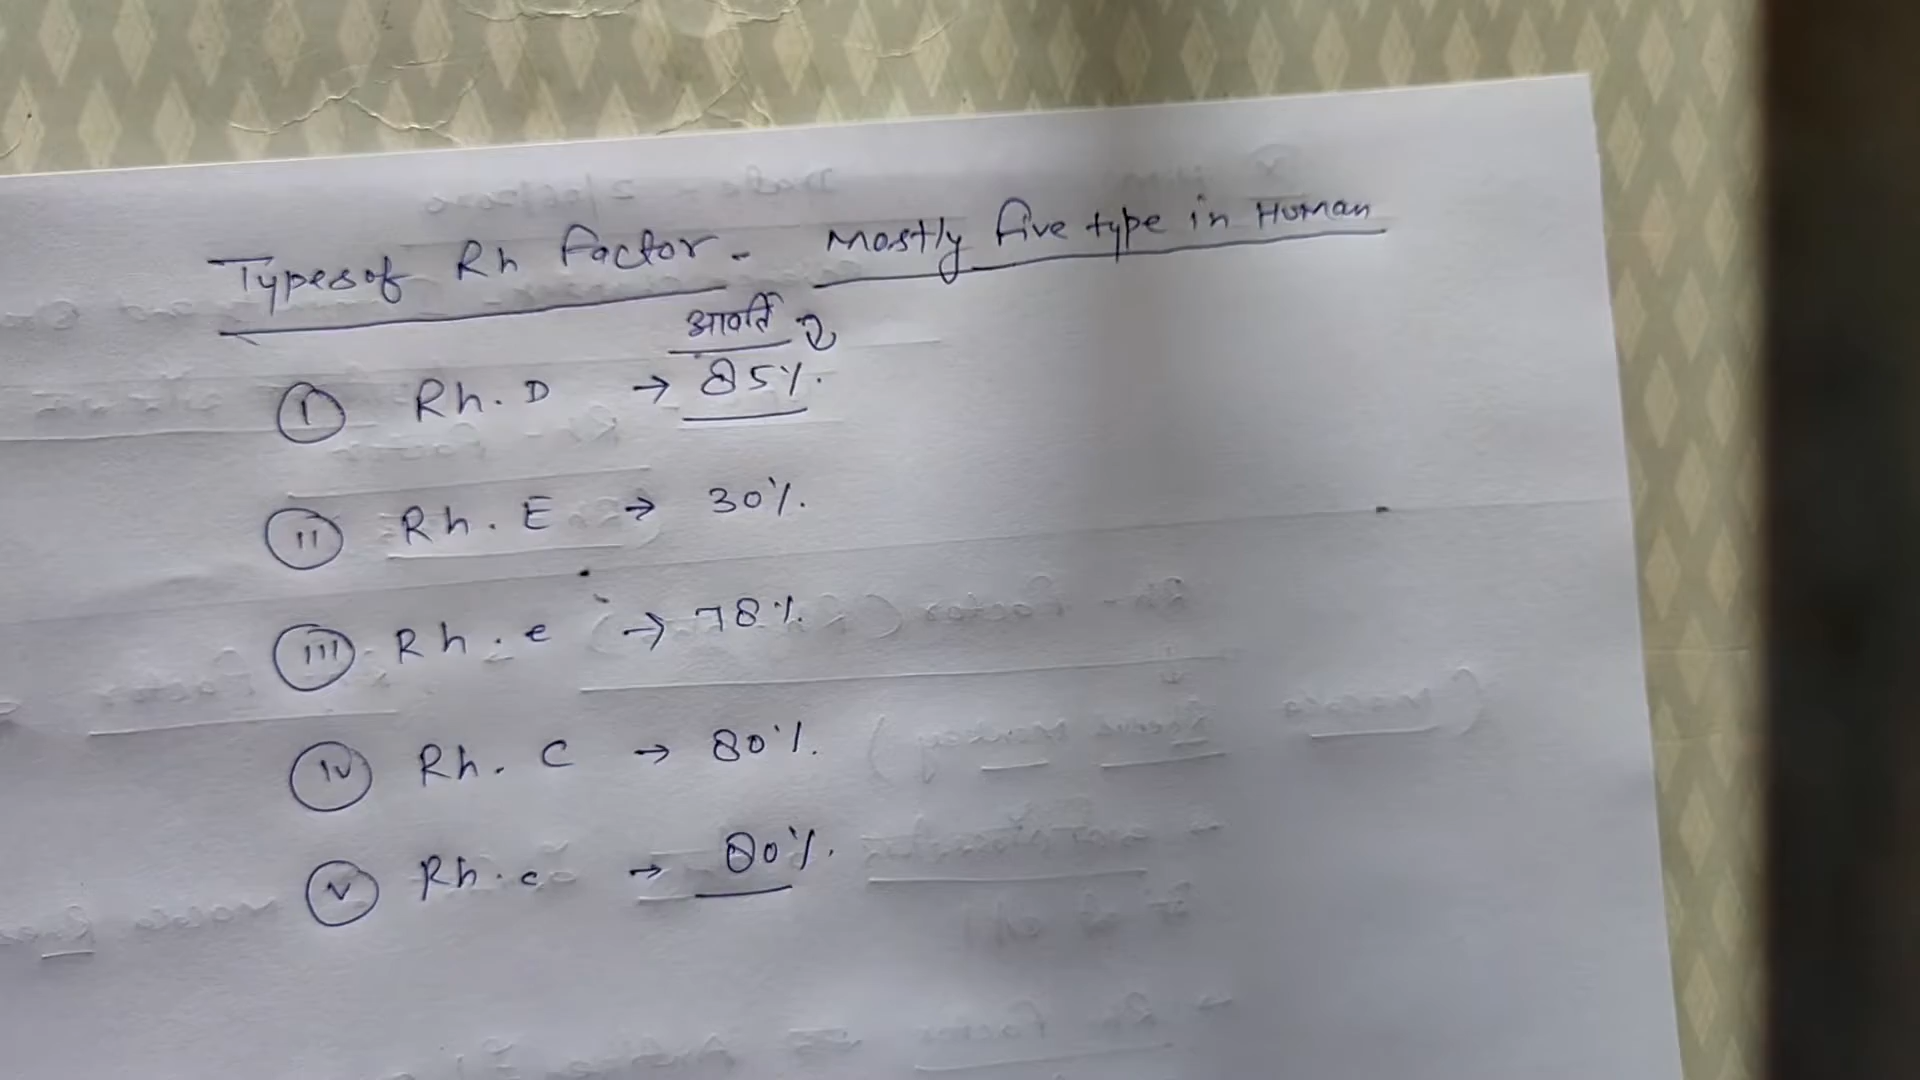 Types of Rh factor - Mostly five type in Human
आवर्ति
I Rh. D → 85%.
II Rh. E → 30%.
III Rh. e → 78%.
IV Rh. C → 80%.
V Rh. c → 80%.